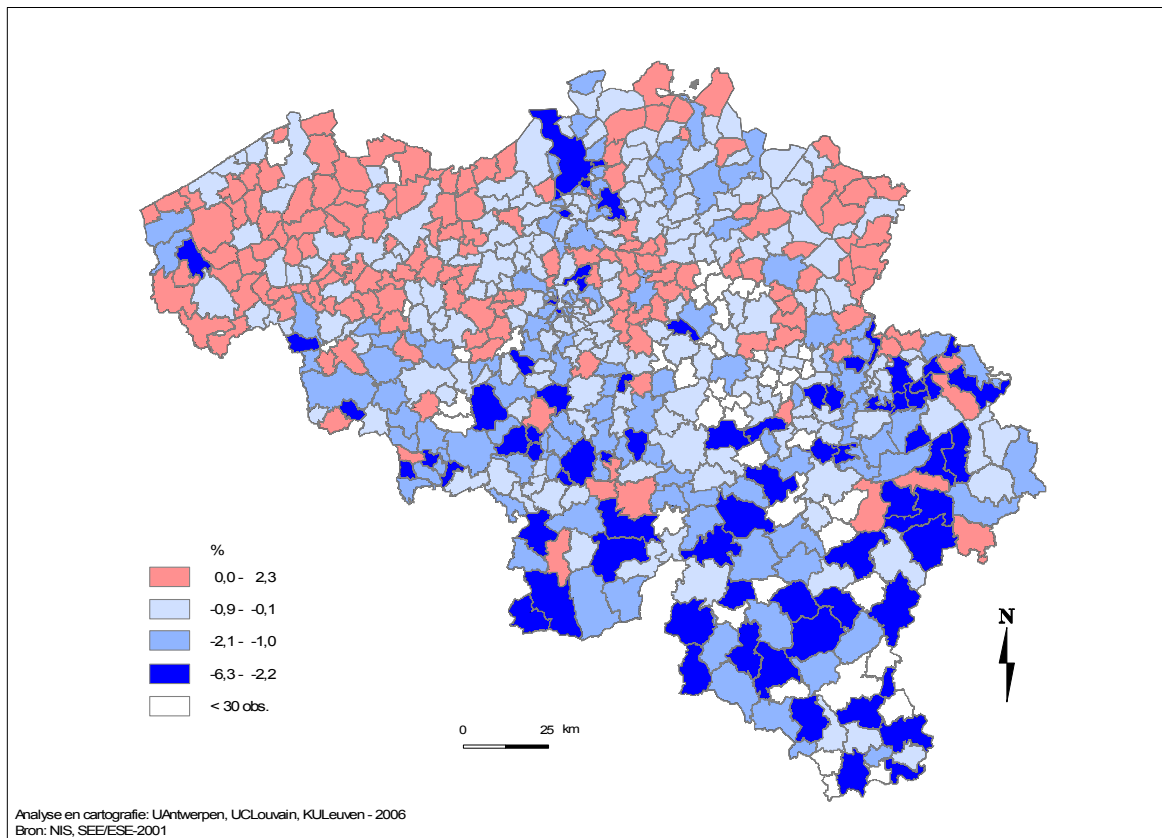 %
0,0 - 2,3
-0,9 - -0,1
-2,1 - -1,0
-6,3 - -2,2
< 30 obs.
N
0 25 km
Analyse en cartografie: UAntwerpen, UCLouvain, KULeuven - 2006
Bron: NIS, SEE/ESE-2001